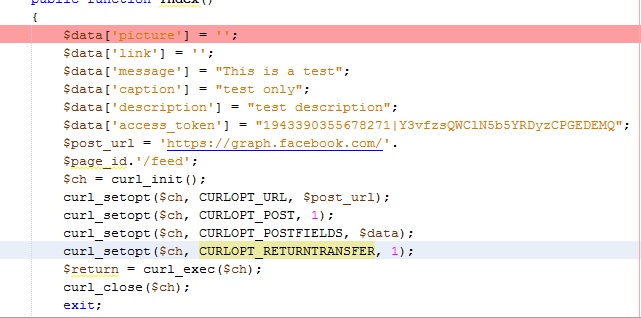 public function index()
{
$data['picture'] = '';
$data['link'] = '';
$data['message'] = "This is a test";
$data['caption'] = "test only";
$data['description'] = "test description";
$data['access_token'] = "1943390355678271|Y3vfzsQWClN5b5YRDyzCPGEDEMQ";
$post_url = 'https://graph.facebook.com/'.
$page_id.'/feed';
$ch = curl_init();
curl_setopt($ch, CURLOPT_URL, $post_url);
curl_setopt($ch, CURLOPT_POST, 1);
curl_setopt($ch, CURLOPT_POSTFIELDS, $data);
curl_setopt($ch, CURLOPT_RETURNTRANSFER, 1);
$return = curl_exec($ch);
curl_close($ch);
exit;